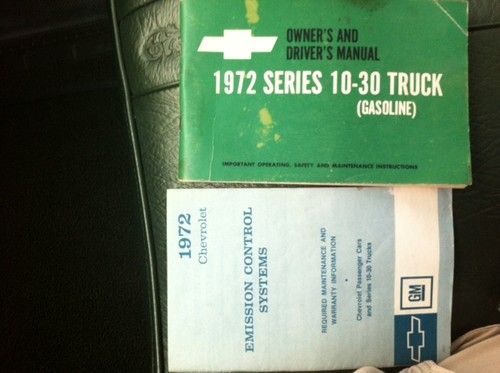 OWNER'S AND
DRIVER'S MANUAL
1972 SERIES 10-30 TRUCK
(GASOLINE)
IMPORTANT OPERATING, SAFETY AND MAINTENANCE INSTRUCTIONS
1972
Chevrolet
EMISSION CONTROL
SYSTEMS
REQUIRED MAINTENANCE AND
WARRANTY INFORMATION
Chevrolet Passenger Cars
and Series 10-30 Trucks
GM